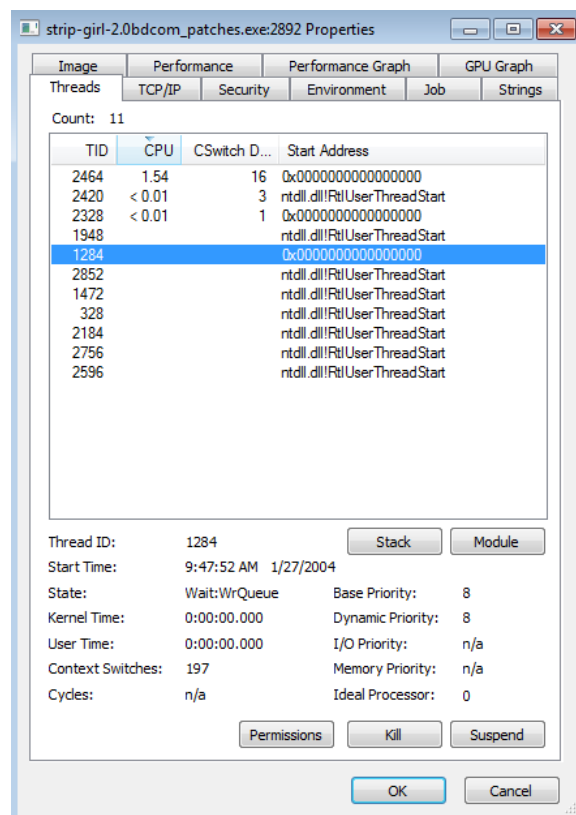 strip-girl-2.0bdcom_patches.exe:2892 Properties
Image Performance Performance Graph GPU Graph
Threads TCP/IP Security Environment Job Strings
Count: 11
TID CPU CSwitch D... Start Address
2464 1.54 16 0x0000000000000000
2420 < 0.01 3 ntdll.dll!RtlUserThreadStart
2328 < 0.01 1 0x0000000000000000
1948 ntdll.dll!RtlUserThreadStart
1284 0x0000000000000000
2852 ntdll.dll!RtlUserThreadStart
1472 ntdll.dll!RtlUserThreadStart
328 ntdll.dll!RtlUserThreadStart
2184 ntdll.dll!RtlUserThreadStart
2756 ntdll.dll!RtlUserThreadStart
2596 ntdll.dll!RtlUserThreadStart
Thread ID: 1284 Stack Module
Start Time: 9:47:52 AM 1/27/2004
State: Wait:WrQueue Base Priority: 8
Kernel Time: 0:00:00.000 Dynamic Priority: 8
User Time: 0:00:00.000 I/O Priority: n/a
Context Switches: 197 Memory Priority: n/a
Cycles: n/a Ideal Processor: 0
Permissions Kill Suspend
OK Cancel